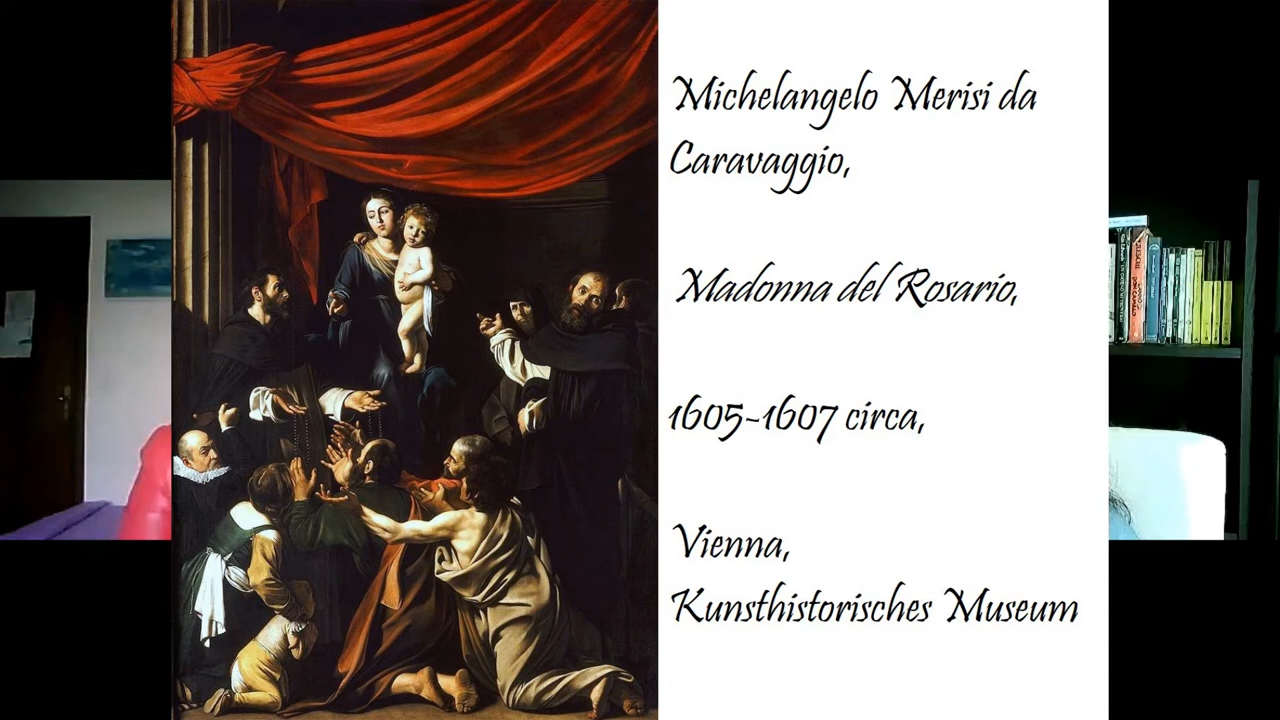 Michelangelo Merisi da
Caravaggio,
Madonna del Rosario,
1605-1607 circa,
Vienna,
Kunsthistorisches Museum